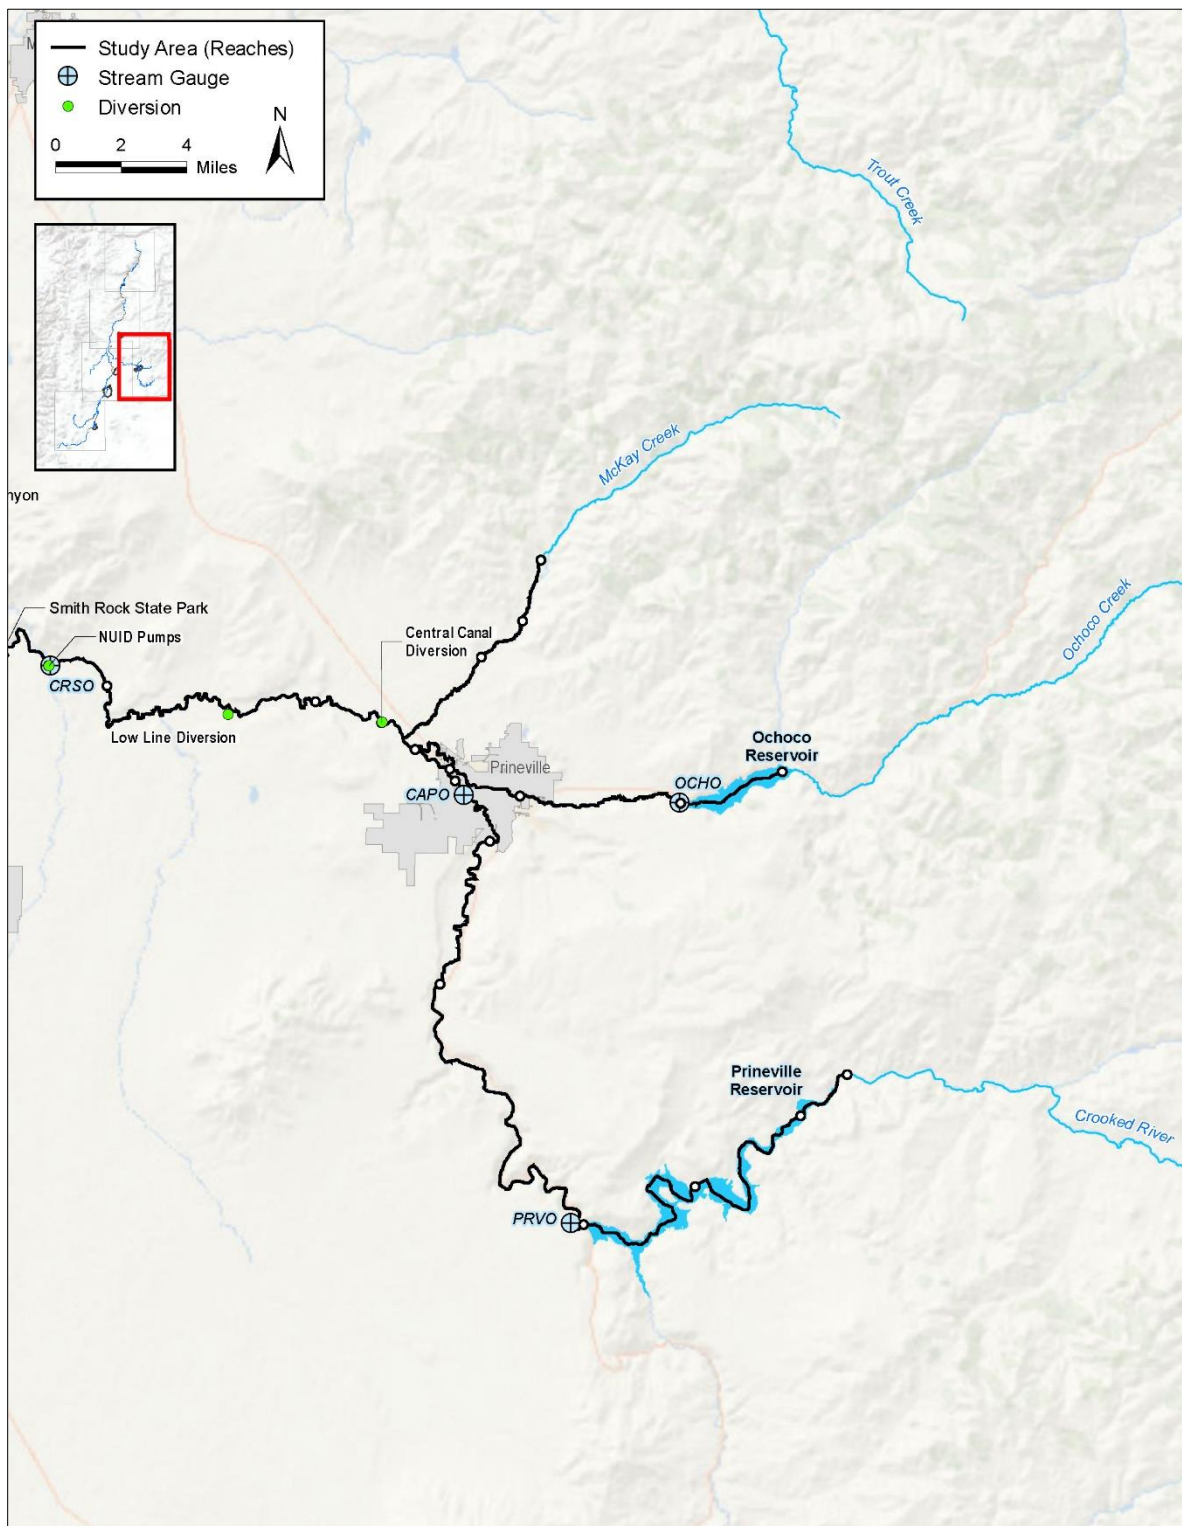 Study Area (Reaches)
Stream Gauge
Diversion
0 2 4
Miles
N
M
Trout Creek
McKay Creek
nyon
Smith Rock State Park
NUID Pumps
CRSO
Central Canal
Diversion
Low Line Diversion
Ochoco Creek
Ochoco
Reservoir
Prineville
OCHO
CAPO
Prineville
Reservoir
Crooked River
PRVO